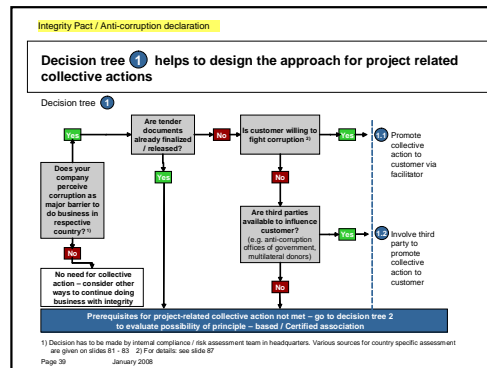 Integrity Pact / Anti-corruption declaration
Decision tree 1 helps to design the approach for project related
collective actions
Decision tree 1
Are tender
documents
already finalized
/ released?
No
Is customer willing to
fight corruption 2)
Yes
1.1 Promote
collective
action to
customer via
facilitator
Yes
Does your
company
perceive
corruption as
major barrier to
do business in
respective
country? 1)
Yes
No
Are third parties
available to influence
customer?
(e.g. anti-corruption
offices of government,
multilateral donors)
Yes
1.2 Involve third
party to
promote
collective
action to
customer
No
No need for collective
action – consider other
ways to continue doing
business with integrity
No
Prerequisites for project-related collective action not met – go to decision tree 2
to evaluate possibility of principle – based / Certified association
1) Decision has to be made by internal compliance / risk assessment team in headquarters. Various sources for country specific assessment
are given on slides 81 - 83 2) For details: see slide 87
Page 39 January 2008